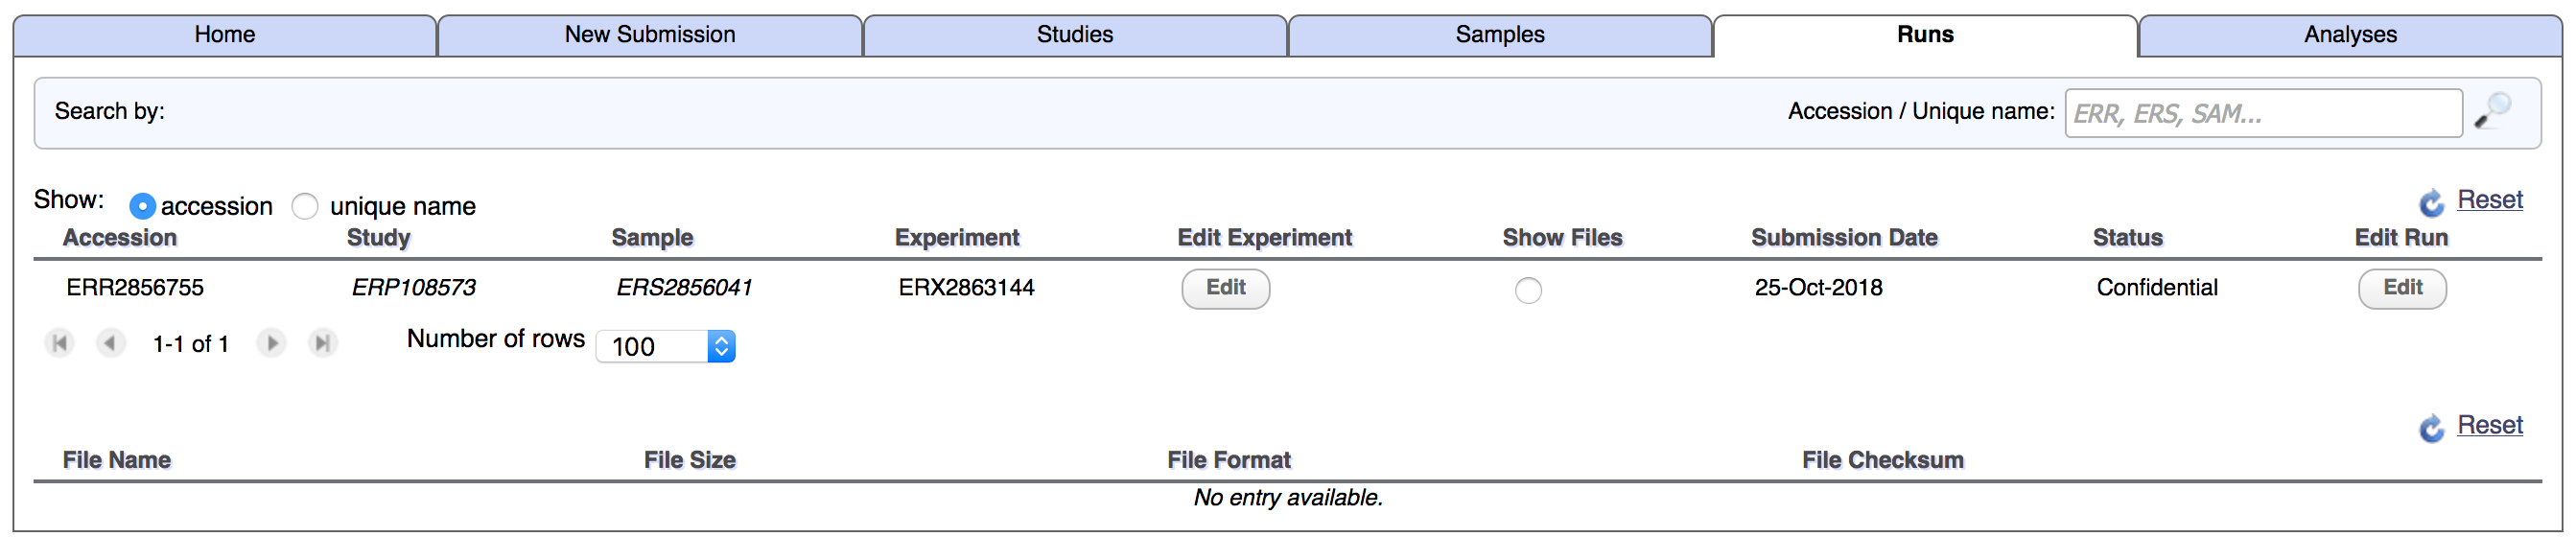 Home New Submission Studies Samples Runs Analyses
Search by: Accession / Unique name: ERR, ERS, SAM...
Show: accession unique name Reset
Accession Study Sample Experiment Edit Experiment Show Files Submission Date Status Edit Run
ERR2856755 ERP108573 ERS2856041 ERX2863144 Edit 25-Oct-2018 Confidential Edit
1-1 of 1 Number of rows 100
Reset
File Name File Size File Format File Checksum
No entry available.